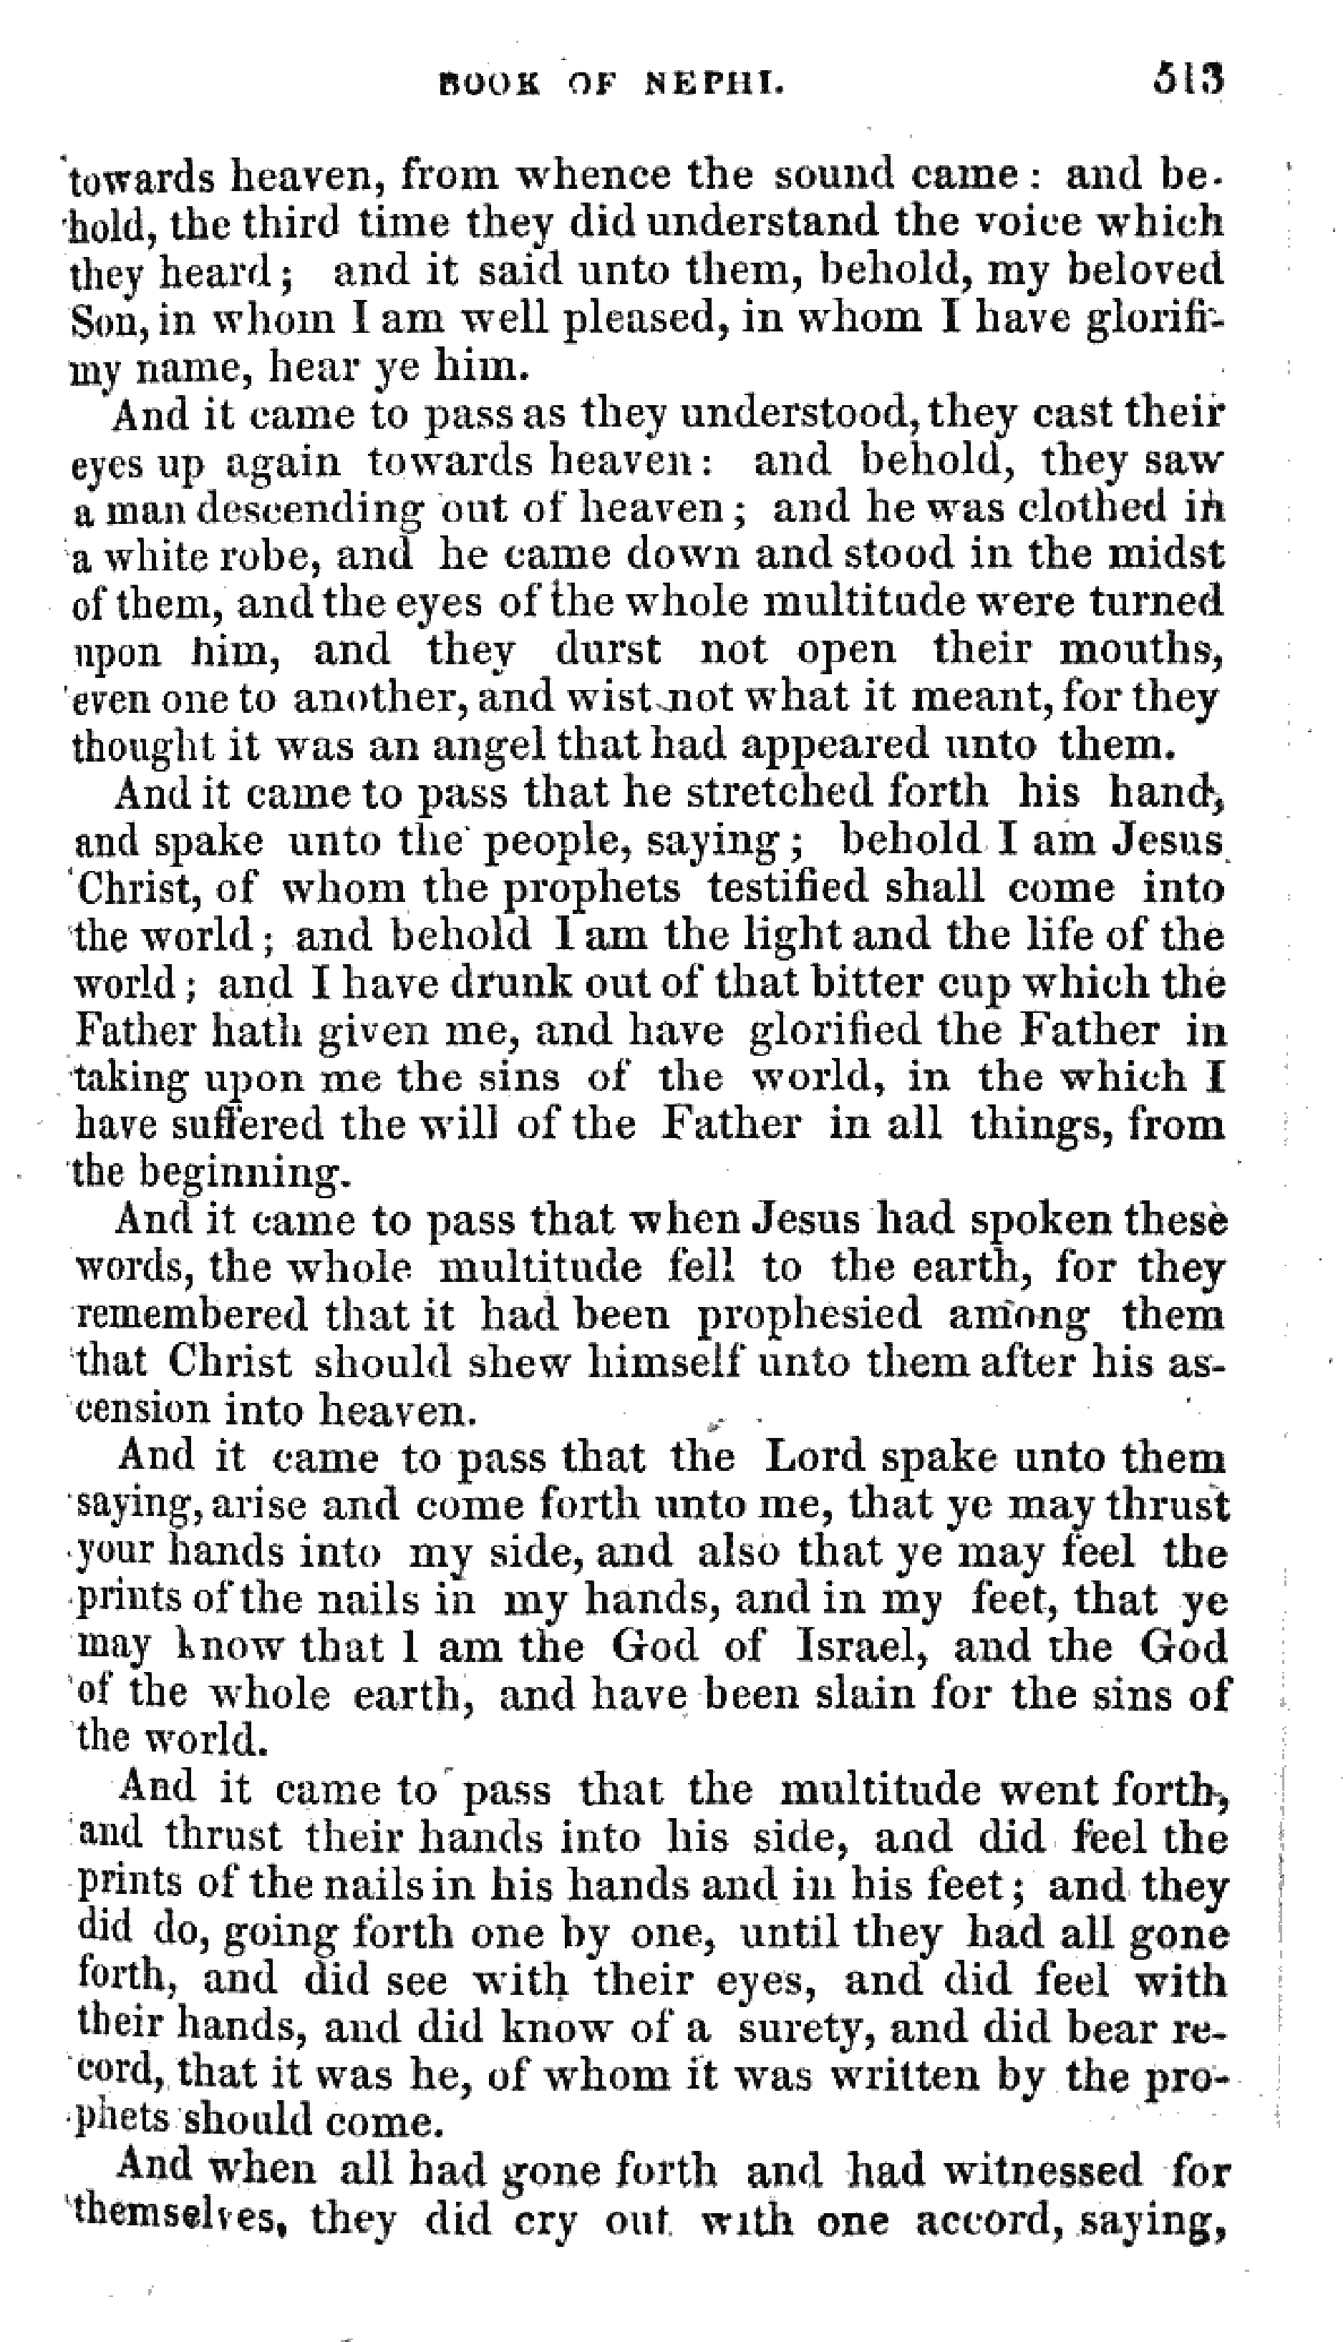 BOOK OF NEPHI. 513
towards heaven, from whence the sound came: and be-
hold, the third time they did understand the voice which
they heard; and it said unto them, behold, my beloved
Son, in whom I am well pleased, in whom I have glorifi-
my name, hear ye him.
And it came to pass as they understood, they cast their
eyes up again towards heaven: and behold, they saw
a man descending out of heaven; and he was clothed in
a white robe, and he came down and stood in the midst
of them, and the eyes of the whole multitude were turned
upon him, and they durst not open their mouths,
even one to another, and wist not what it meant, for they
thought it was an angel that had appeared unto them.
And it came to pass that he stretched forth his hand,
and spake unto the people, saying; behold I am Jesus
Christ, of whom the prophets testified shall come into
the world; and behold I am the light and the life of the
world; and I have drunk out of that bitter cup which the
Father hath given me, and have glorified the Father in
taking upon me the sins of the world, in the which I
have suffered the will of the Father in all things, from
the beginning.
And it came to pass that when Jesus had spoken these
words, the whole multitude fell to the earth, for they
remembered that it had been prophesied among them
that Christ should shew himself unto them after his as-
cension into heaven.
And it came to pass that the Lord spake unto them
saying, arise and come forth unto me, that ye may thrust
your hands into my side, and also that ye may feel the
prints of the nails in my hands, and in my feet, that ye
may know that I am the God of Israel, and the God
of the whole earth, and have been slain for the sins of
the world.
And it came to pass that the multitude went forth,
and thrust their hands into his side, and did feel the
prints of the nails in his hands and in his feet; and they
did do, going forth one by one, until they had all gone
forth, and did see with their eyes, and did feel with
their hands, and did know of a surety, and did bear re-
cord, that it was he, of whom it was written by the pro-
phets should come.
And when all had gone forth and had witnessed for
themselves, they did cry out with one accord, saying,